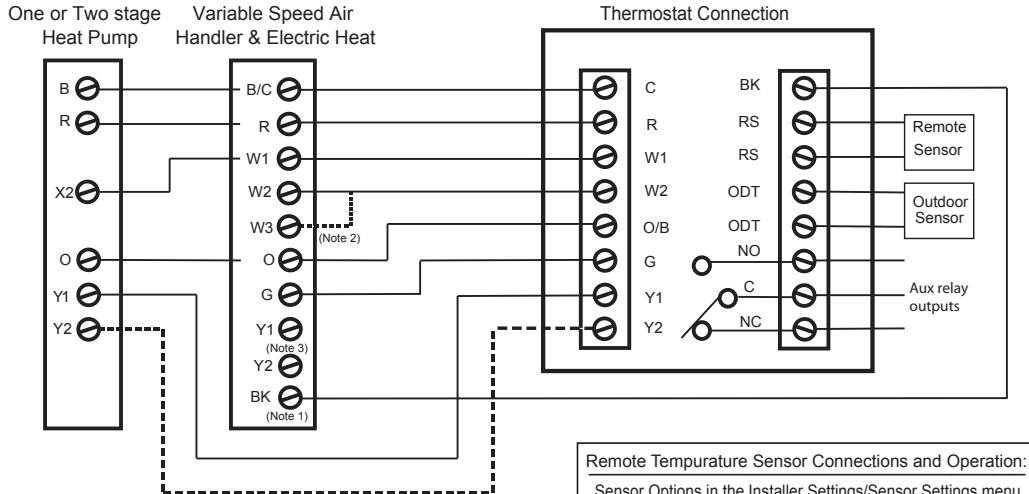 One or Two stage
Heat Pump
Variable Speed Air
Handler & Electric Heat
Thermostat Connection
B
R
X2
O
Y1
Y2
B/C
R
W1
W2
W3
(Note 2)
O
G
Y1
(Note 3)
Y2
BK
(Note 1)
C
R
W1
W2
O/B
G
Y1
Y2
BK
RS
RS
ODT
ODT
NO
C
NC
Remote
Sensor
Outdoor
Sensor
Aux relay
outputs
Remote Tempurature Sensor Connections and Operation:
Sensor Options in the Installer Settings/Sensor Settings menu